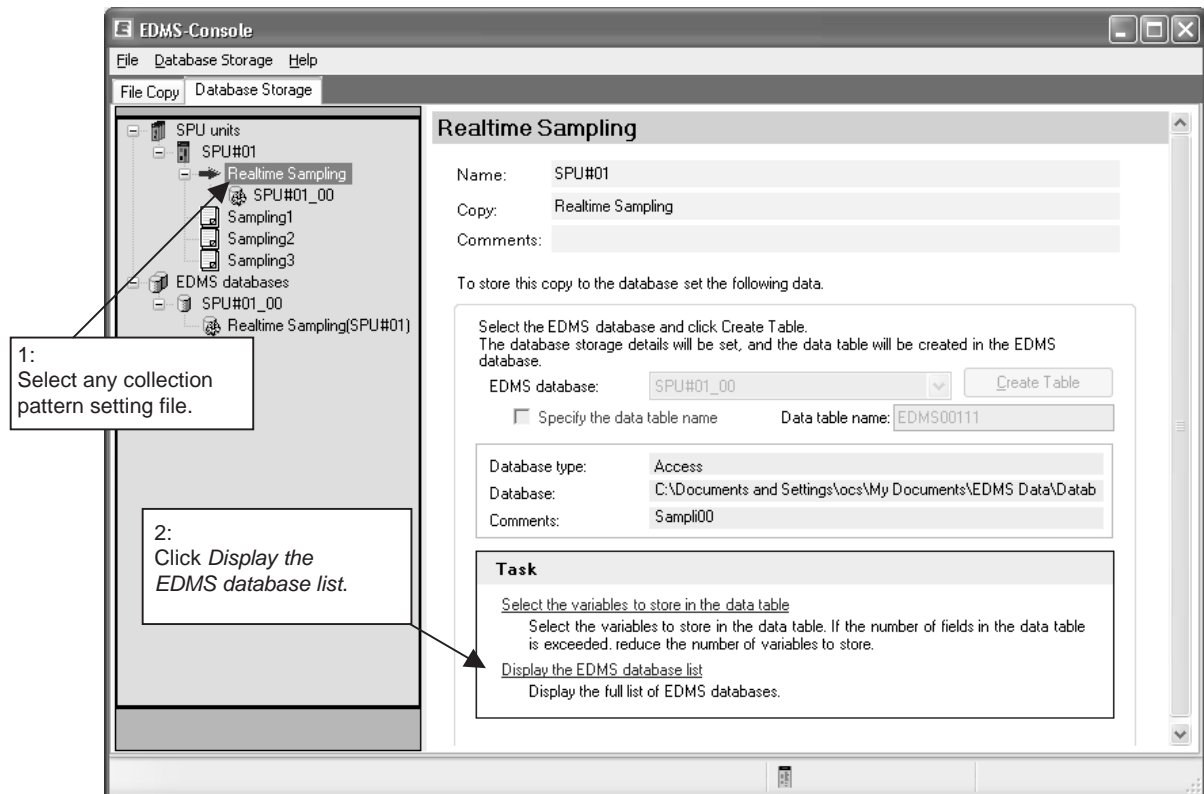 EDMS-Console
File Database Storage Help
File Copy Database Storage
SPU units
SPU#01
Realtime Sampling
SPU#01_00
Sampling1
Sampling2
Sampling3
EDMS databases
SPU#01_00
Realtime Sampling(SPU#01)
1:
Select any collection
pattern setting file.
2:
Click Display the
EDMS database list.
Realtime Sampling
Name: SPU#01
Copy: Realtime Sampling
Comments:
To store this copy to the database set the following data.
Select the EDMS database and click Create Table.
The database storage details will be set, and the data table will be created in the EDMS
database.
EDMS database: SPU#01_00 Create Table
Specify the data table name Data table name: EDMS00111
Database type: Access
Database: C:\Documents and Settings\ocs\My Documents\EDMS Data\Datab
Comments: Sampli00
Task
Select the variables to store in the data table
Select the variables to store in the data table. If the number of fields in the data table
is exceeded. reduce the number of variables to store.
Display the EDMS database list
Display the full list of EDMS databases.